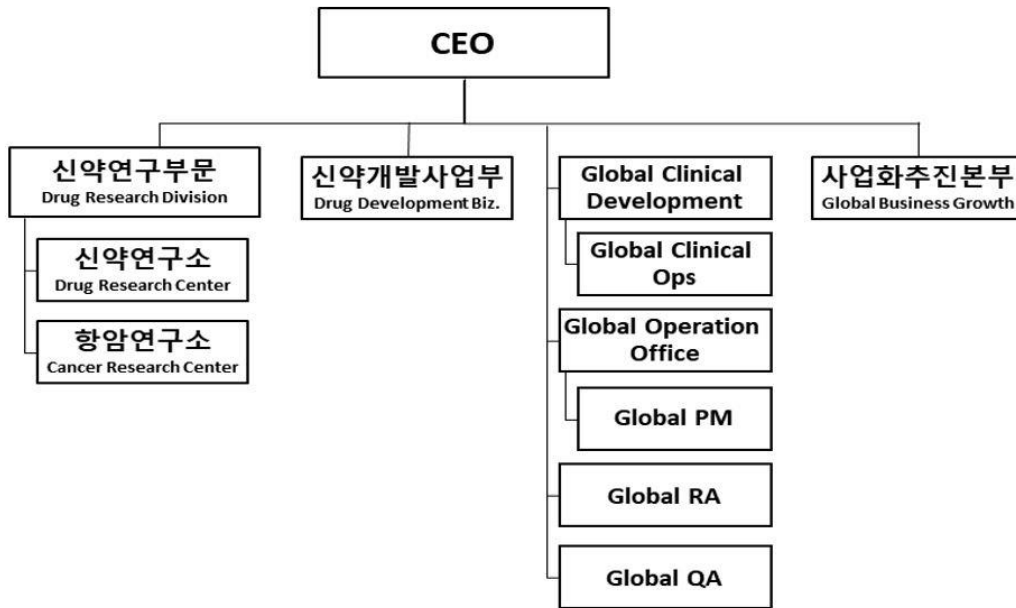 CEO
신약연구부문
Drug Research Division
신약연구소
Drug Research Center
항암연구소
Cancer Research Center
신약개발사업부
Drug Development Biz.
Global Clinical
Development
Global Clinical
Ops
Global Operation
Office
Global PM
Global RA
Global QA
사업화추진본부
Global Business Growth